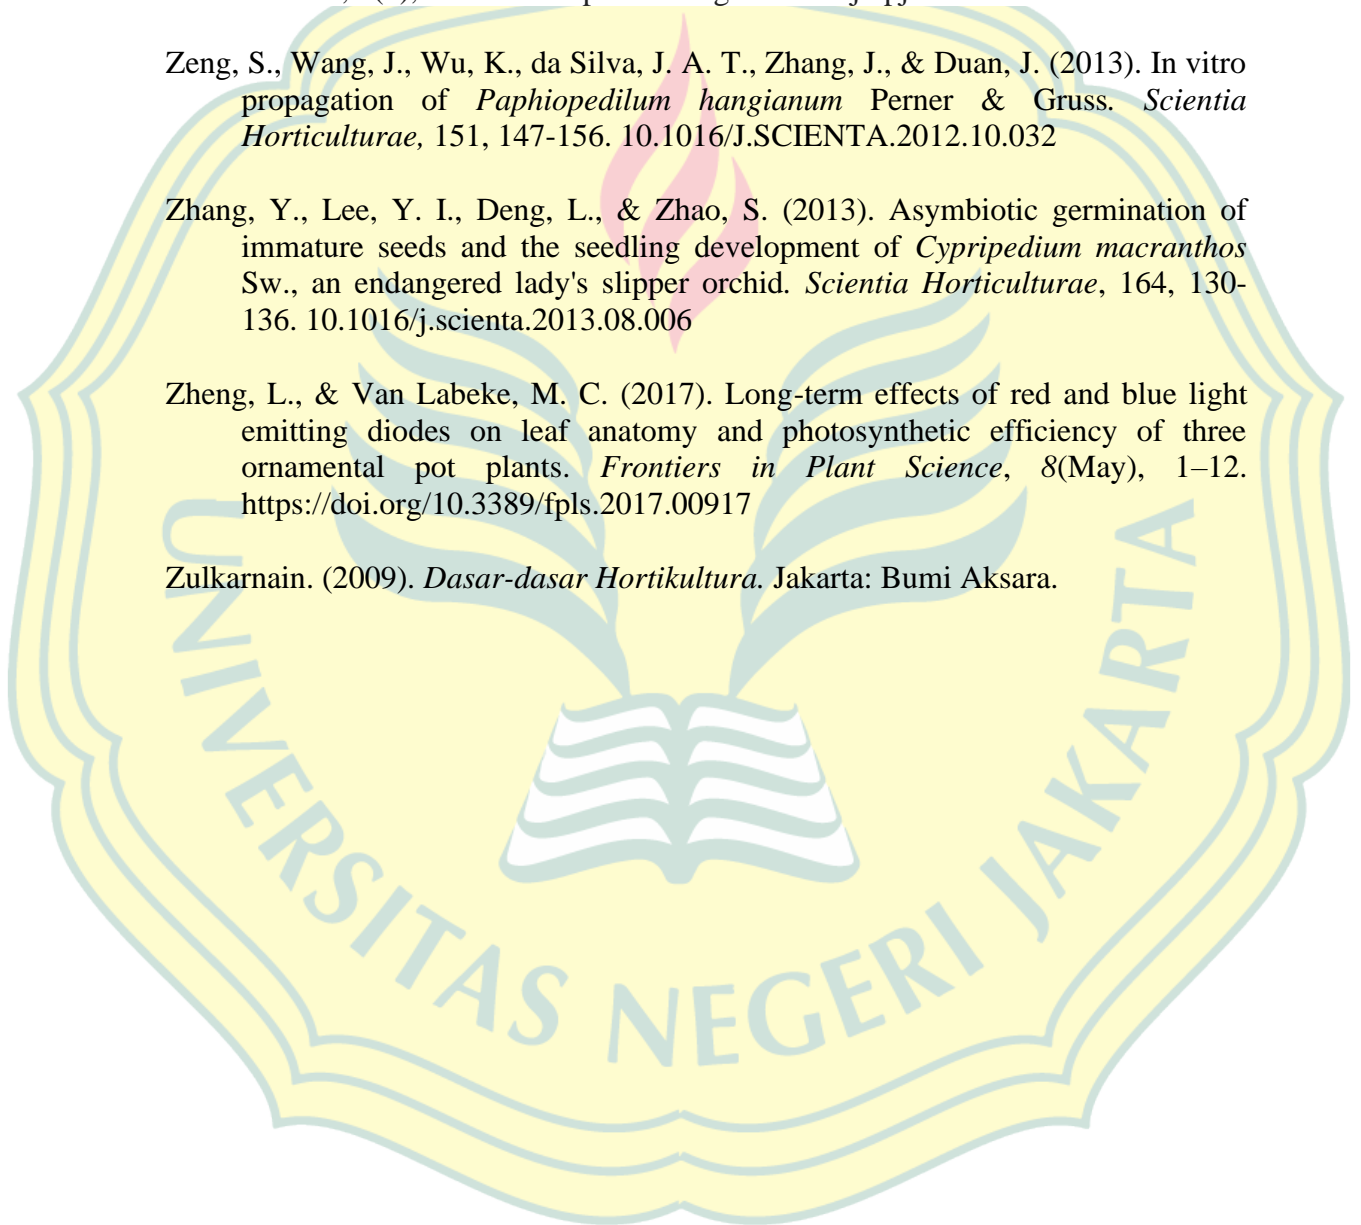 Zeng, S., Wang, J., Wu, K., da Silva, J. A. T., Zhang, J., & Duan, J. (2013). In vitro
propagation of Paphiopedilum hangianum Perner & Gruss. Scientia
Horticulturae, 151, 147-156. 10.1016/J.SCIENTA.2012.10.032
Zhang, Y., Lee, Y. I., Deng, L., & Zhao, S. (2013). Asymbiotic germination of
immature seeds and the seedling development of Cypripedium macranthos
Sw., an endangered lady's slipper orchid. Scientia Horticulturae, 164, 130-
136. 10.1016/j.scienta.2013.08.006
Zheng, L., & Van Labeke, M. C. (2017). Long-term effects of red and blue light
emitting diodes on leaf anatomy and photosynthetic efficiency of three
ornamental pot plants. Frontiers in Plant Science, 8(May), 1–12.
https://doi.org/10.3389/fpls.2017.00917
Zulkarnain. (2009). Dasar-dasar Hortikultura. Jakarta: Bumi Aksara.
UNIVERSITAS NEGERI JAKARTA